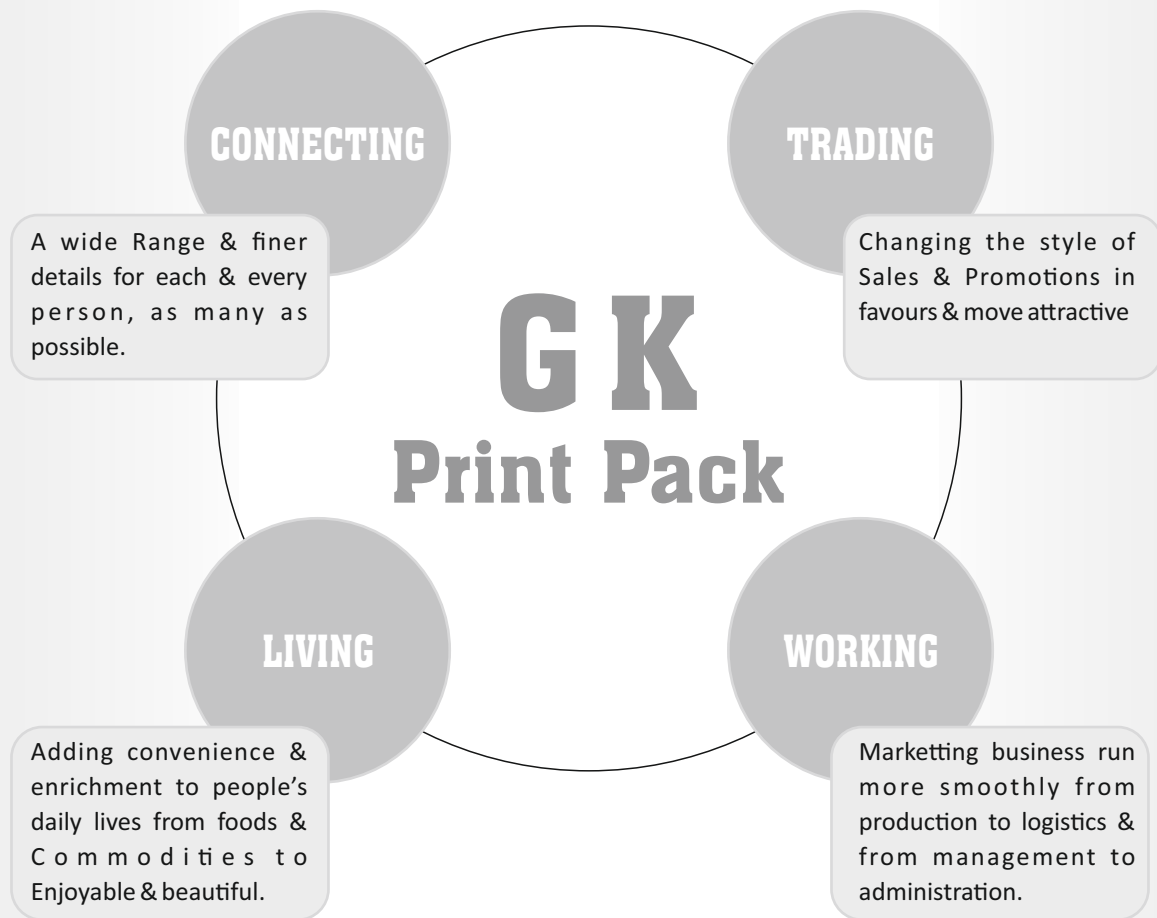 CONNECTING
A wide Range & finer
details for each & every
person, as many as
possible.
TRADING
Changing the style of
Sales & Promotions in
favours & move attractive
G K
Print Pack
LIVING
Adding convenience &
enrichment to people’s
daily lives from foods &
Commodities to
Enjoyable & beautiful.
WORKING
Marketting business run
more smoothly from
production to logistics &
from management to
administration.